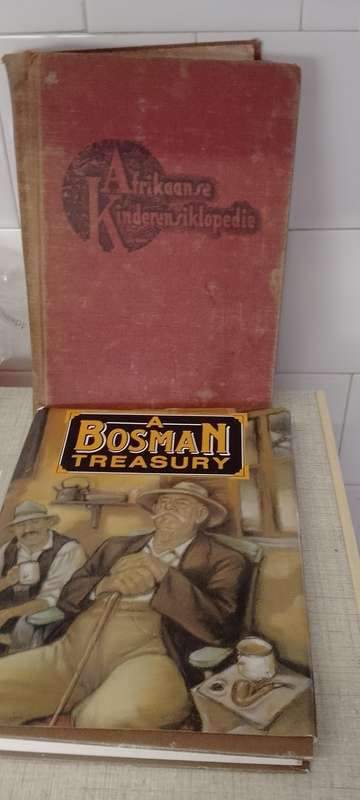 Afrikaanse
Kinderensiklopedie
A
BOSMAN
TREASURY